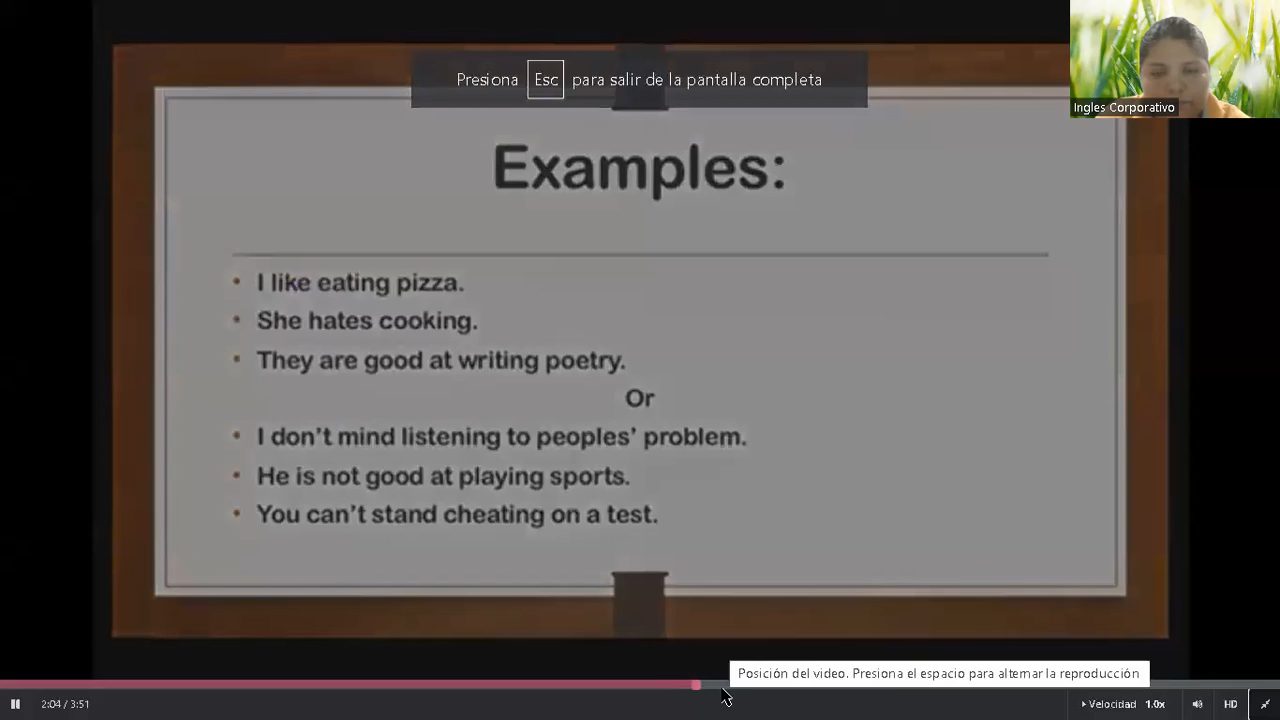 Presiona Esc para salir de la pantalla completa
Ingles Corporativo
Examples:
• I like eating pizza.
• She hates cooking.
• They are good at writing poetry.
Or
• I don't mind listening to peoples' problem.
• He is not good at playing sports.
• You can't stand cheating on a test.
Posición del video. Presiona el espacio para alternar la reproducción
2:04 / 3:51
Velocidad 1.0x
HD